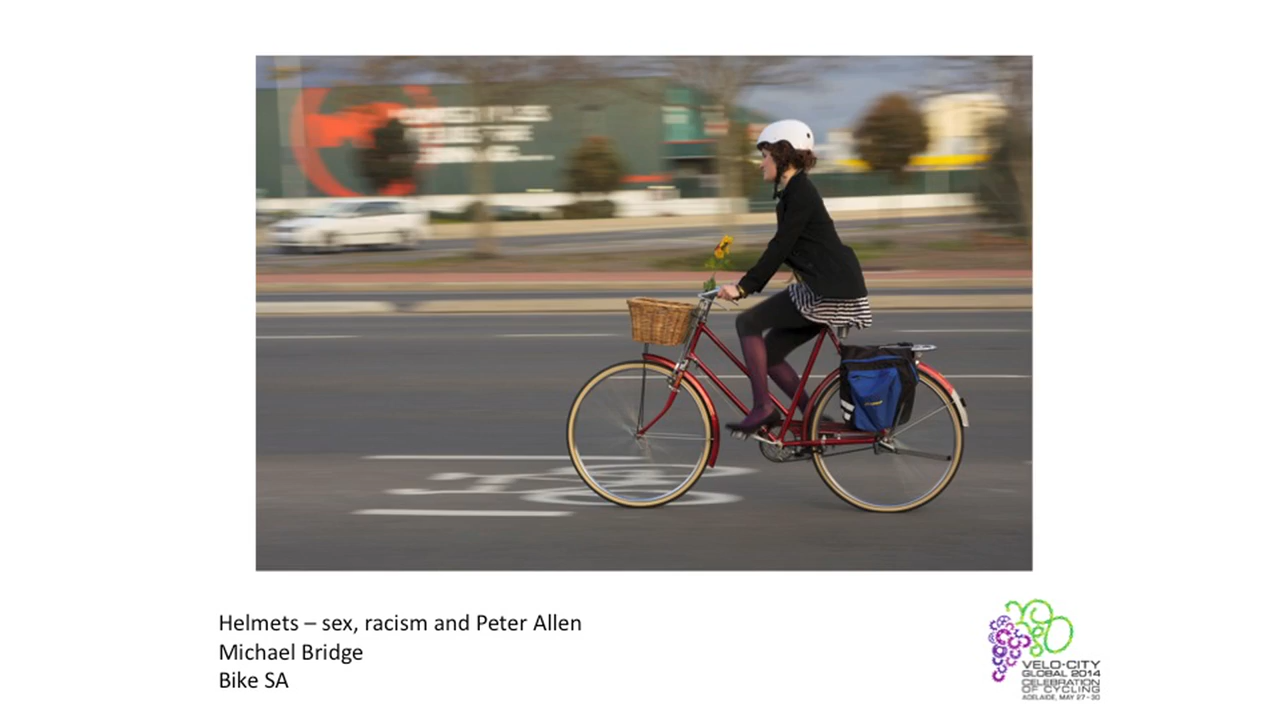 Helmets – sex, racism and Peter Allen
Michael Bridge
Bike SA
VELO-CITY
GLOBAL 2014
CELEBRATION
OF CYCLING
ADELAIDE, MAY 27-30